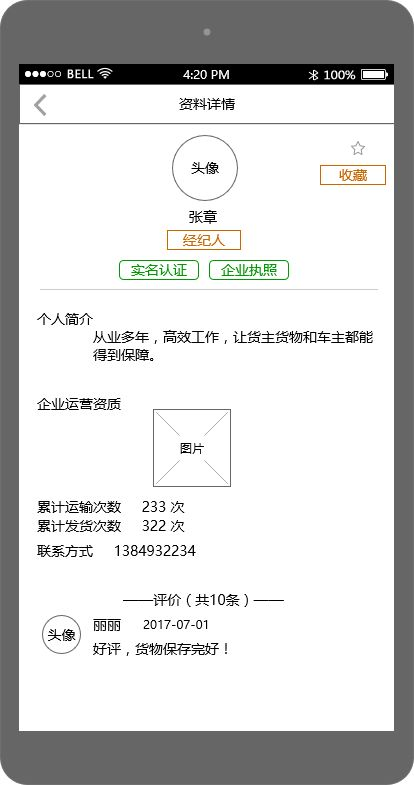 BELL 4:20 PM 100%
资料详情
头像
收藏
张章
经纪人
实名认证 企业执照
个人简介
从业多年，高效工作，让货主货物和车主都能
得到保障。
企业运营资质
图片
累计运输次数 233 次
累计发货次数 322 次
联系方式 1384932234
——评价（共10条）——
头像 丽丽 2017-07-01
好评，货物保存完好！